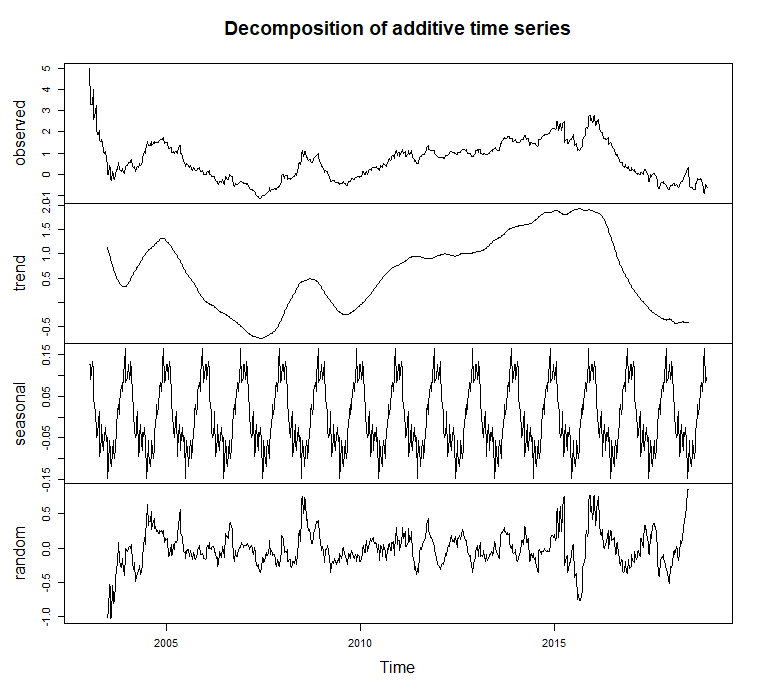 Decomposition of additive time series
observed
-1 0 1 2 3 4 5
trend
-0.5 0.5 1.0 1.5 2.0
seasonal
-0.15 -0.05 0.05 0.15
random
-1.0 -0.5 0.0 0.5
2005 2010 2015
Time